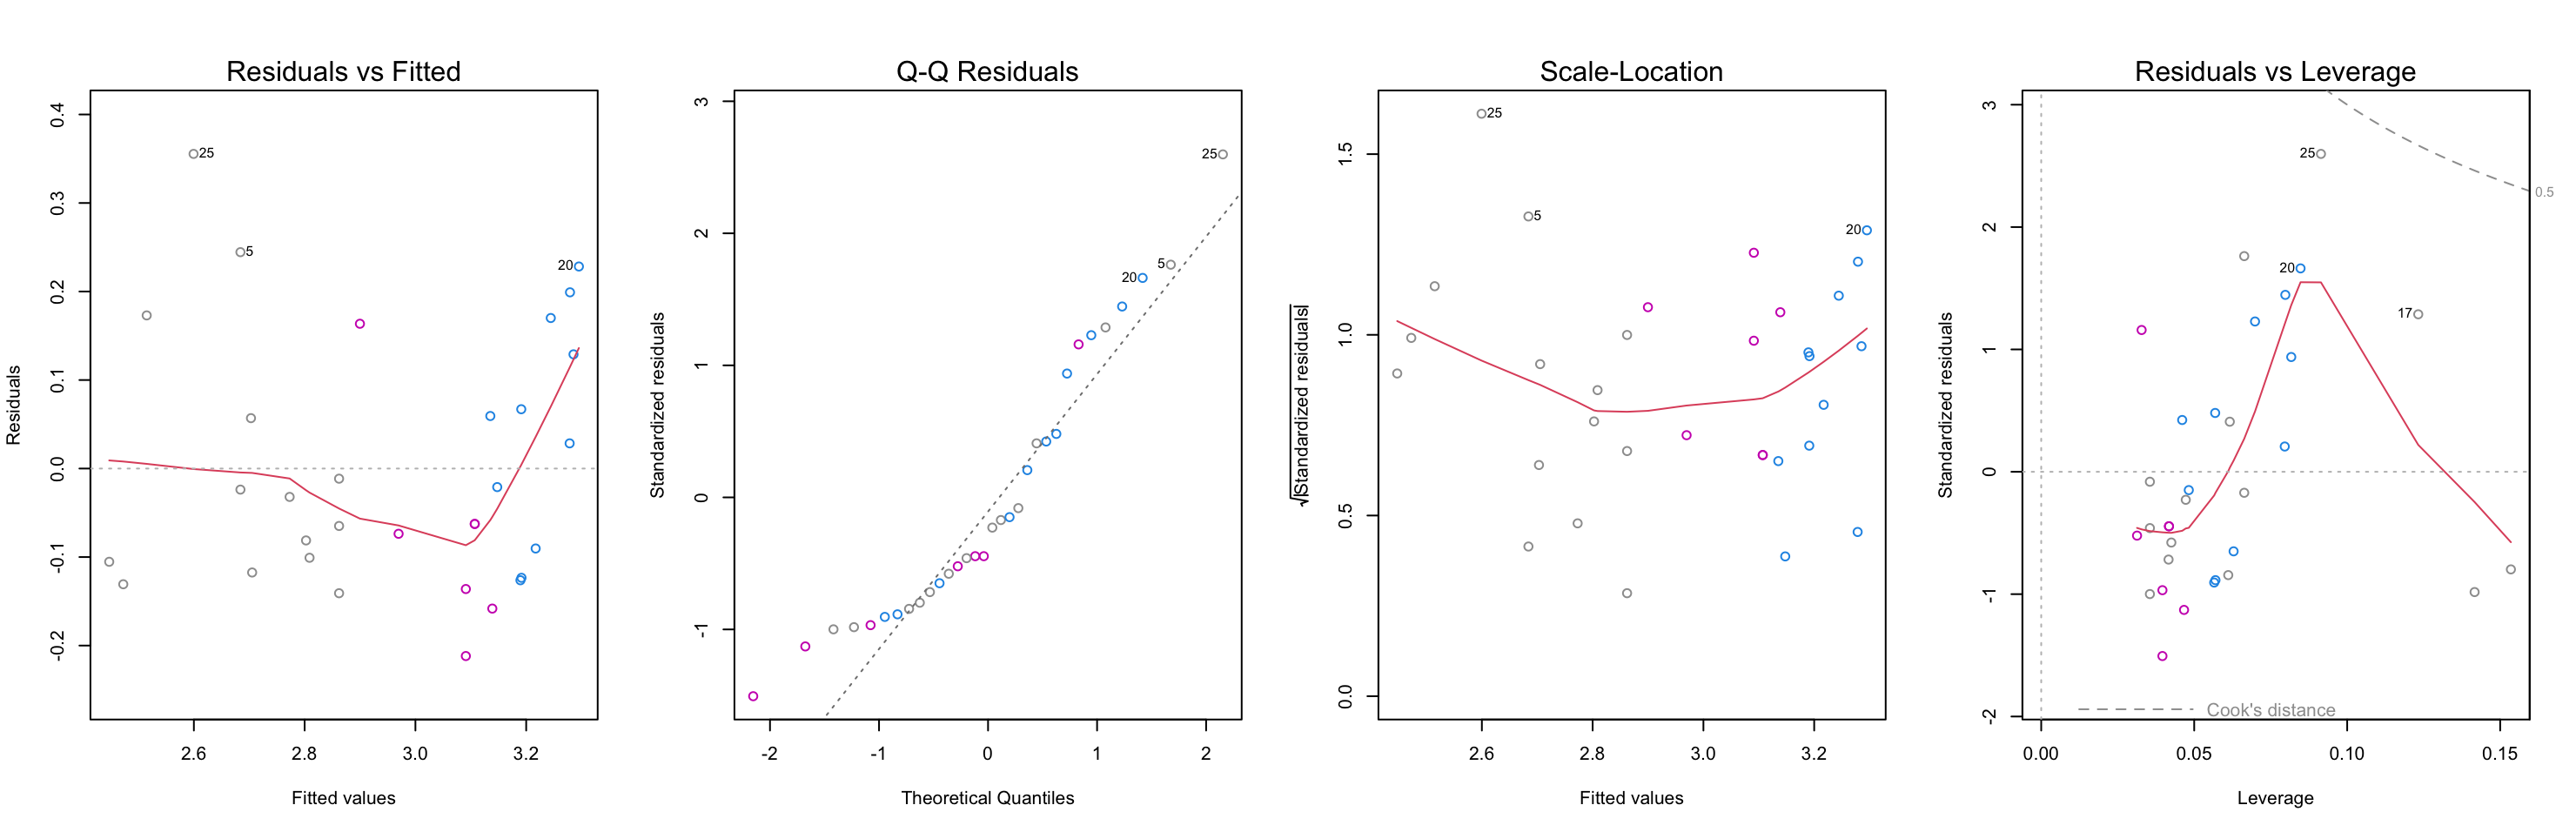 Residuals vs Fitted
Residuals
0.4
0.3
0.2
0.1
0.0
-0.1
-0.2
25
5
20
2.6 2.8 3.0 3.2
Fitted values
Q-Q Residuals
Standardized residuals
3
2
1
0
-1
25
5
20
-2 -1 0 1 2
Theoretical Quantiles
Scale-Location
√|Standardized residuals|
1.5
1.0
0.5
0.0
25
5
20
2.6 2.8 3.0 3.2
Fitted values
Residuals vs Leverage
Standardized residuals
3
2
1
0
-1
-2
25
20
17
0.5
Cook's distance
0.00 0.05 0.10 0.15
Leverage